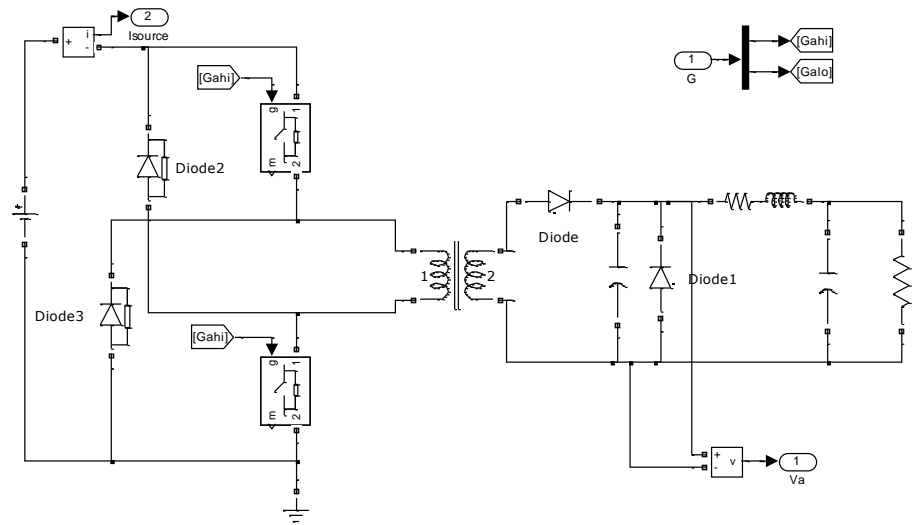 2
Isource
i
+
-
[Gahi]
1
G
[Gahi]
[Galo]
g
1
m
2
Diode2
+
Diode
1
2
Diode1
Diode3
[Gahi]
g
1
m
2
+
-
v
1
Va